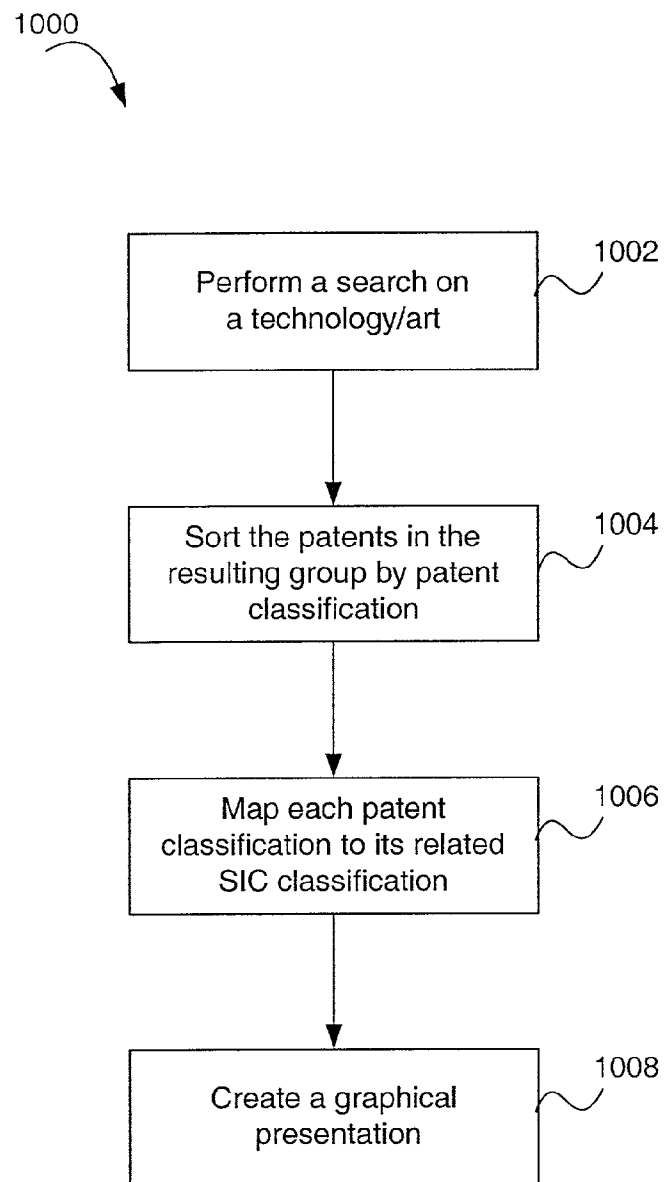 1000
1002
Perform a search on
a technology/art
1004
Sort the patents in the
resulting group by patent
classification
1006
Map each patent
classification to its related
SIC classification
1008
Create a graphical
presentation